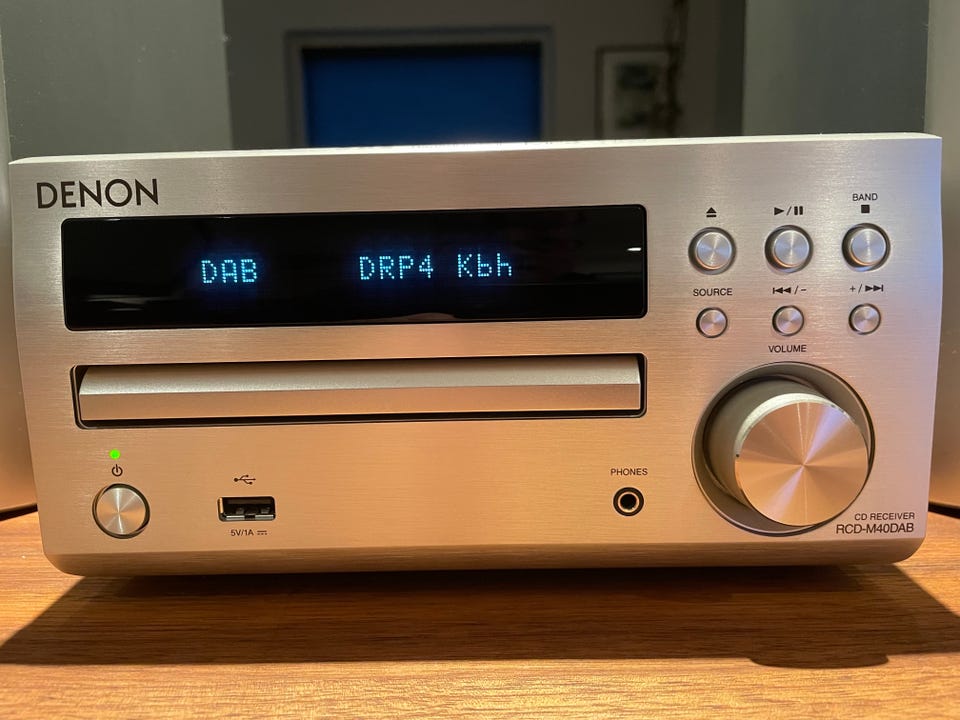 DENON
DAB DRP4 Kbh
BAND
SOURCE
VOLUME
PHONES
5V/1A
CD RECEIVER
RCD-M40DAB